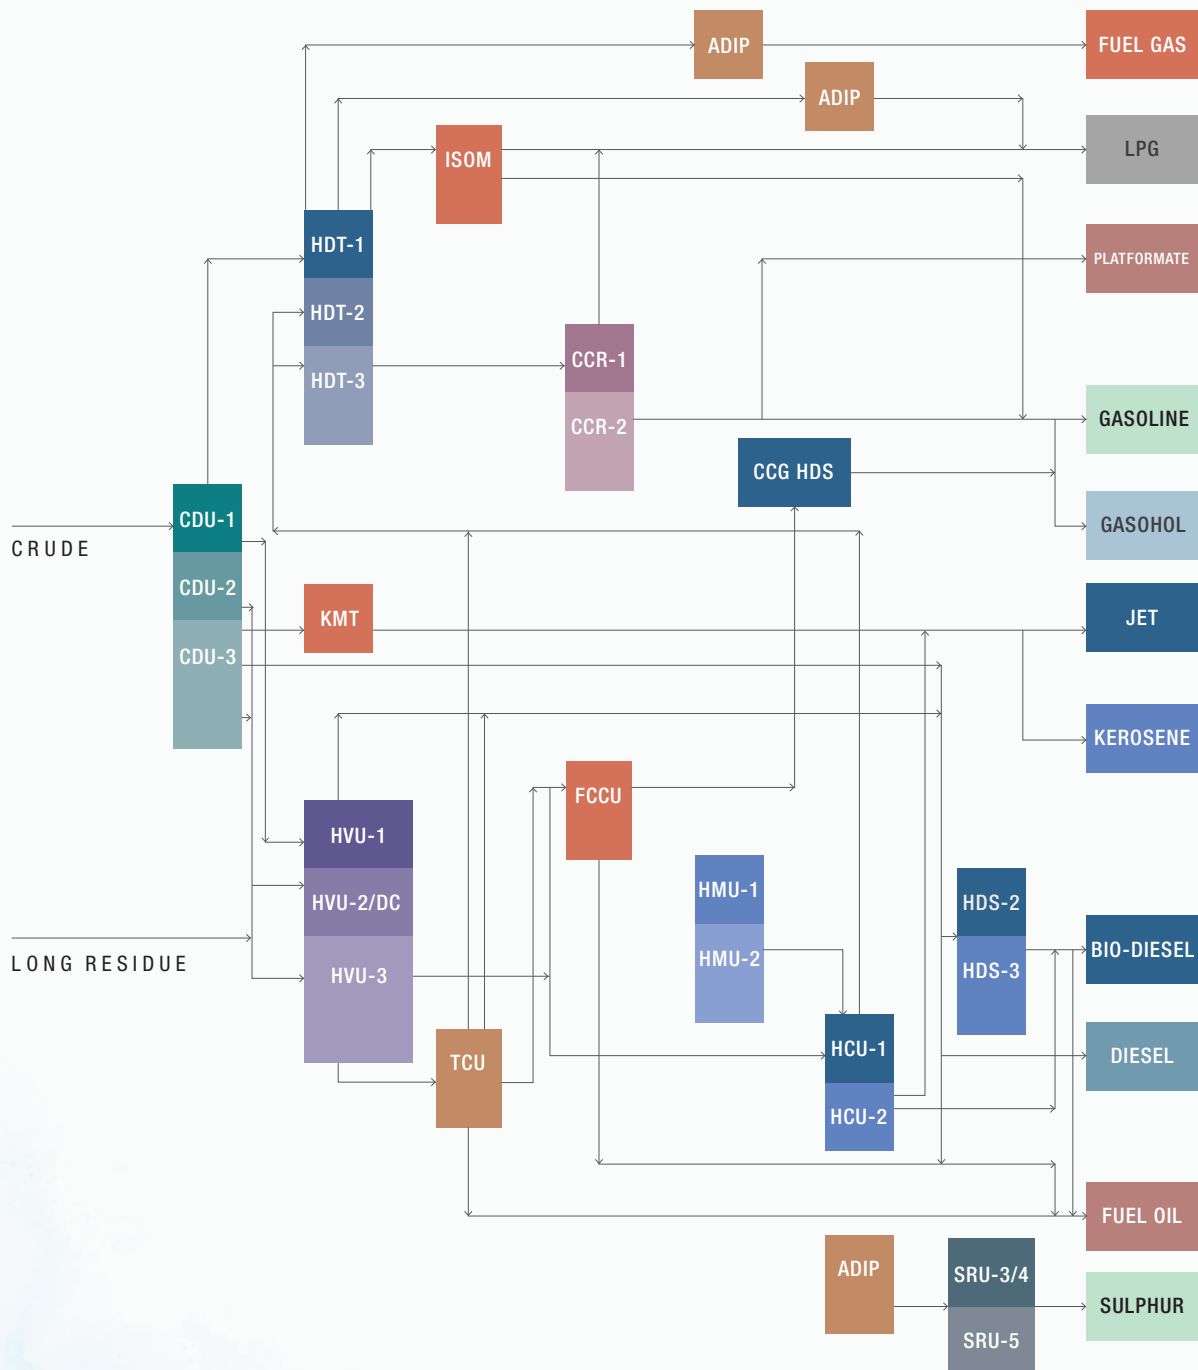 ADIP
FUEL GAS
ADIP
ISOM
LPG
HDT-1
PLATFORMATE
HDT-2
CCR-1
HDT-3
GASOLINE
CCR-2
CCG HDS
CDU-1
GASOHOL
CRUDE
CDU-2
KMT
JET
CDU-3
KEROSENE
FCCU
HVU-1
HMU-1
HVU-2/DC
HDS-2
BIO-DIESEL
LONG RESIDUE
HMU-2
HVU-3
HDS-3
HCU-1
DIESEL
TCU
HCU-2
FUEL OIL
ADIP
SRU-3/4
SULPHUR
SRU-5